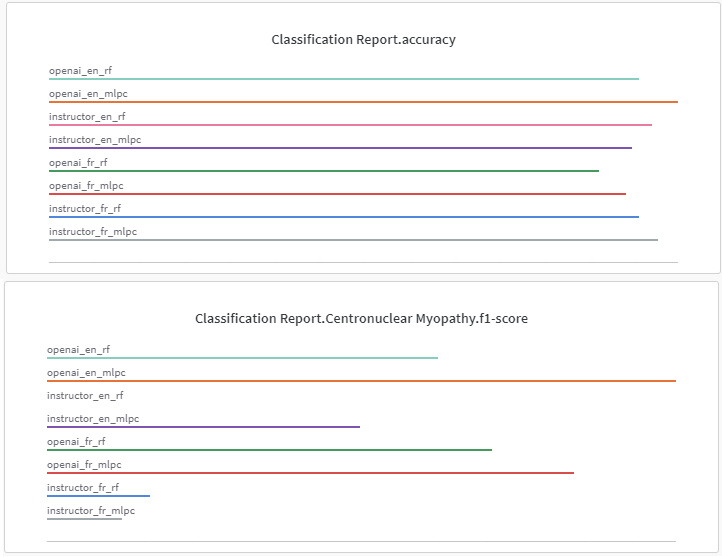 Classification Report.accuracy
openai_en_rf
openai_en_mlpc
instructor_en_rf
instructor_en_mlpc
openai_fr_rf
openai_fr_mlpc
instructor_fr_rf
instructor_fr_mlpc
Classification Report.Centronuclear Myopathy.f1-score
openai_en_rf
openai_en_mlpc
instructor_en_rf
instructor_en_mlpc
openai_fr_rf
openai_fr_mlpc
instructor_fr_rf
instructor_fr_mlpc